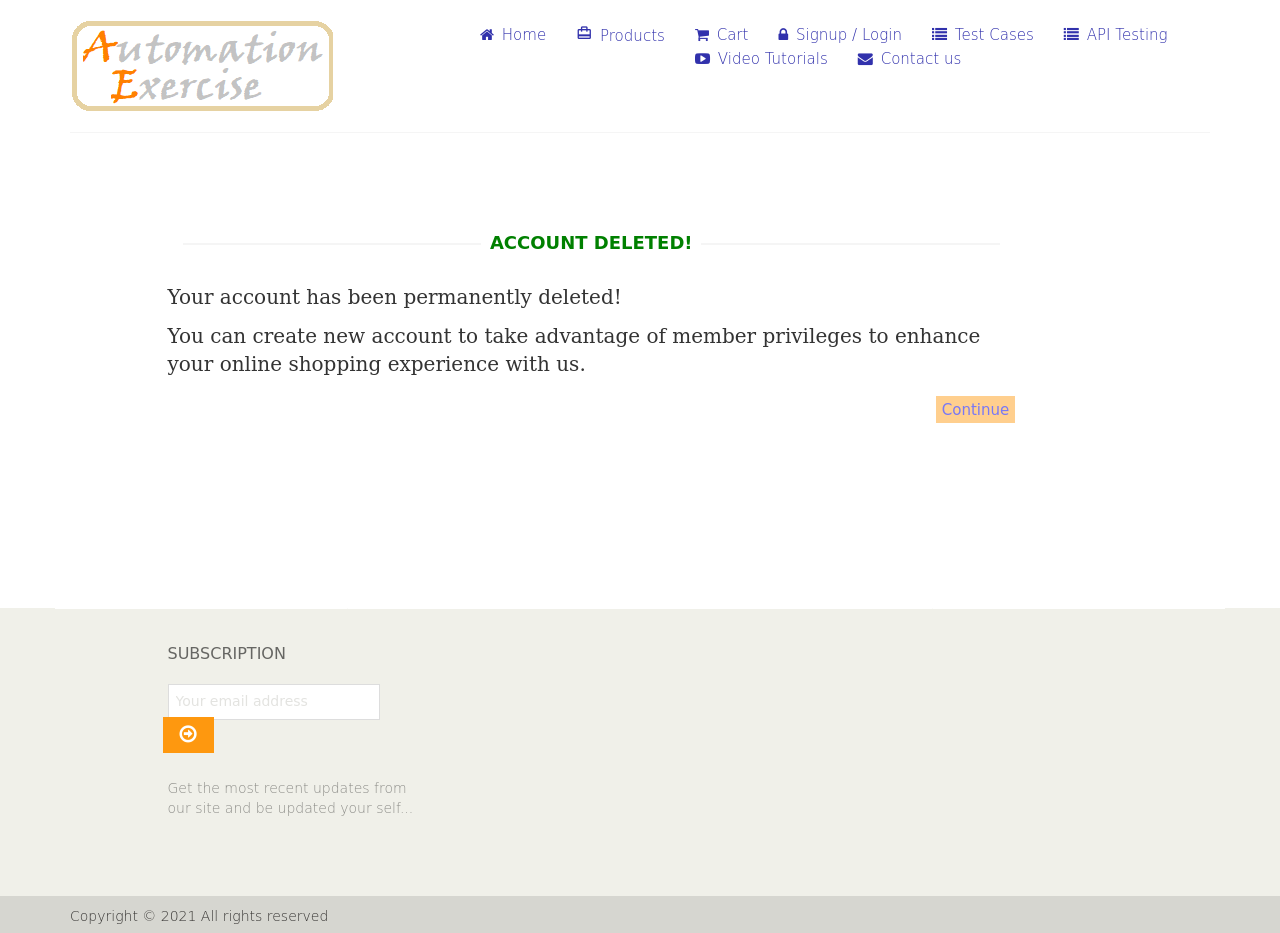 Automation
Exercise
Home
Products
Cart
Signup / Login
Test Cases
API Testing
Video Tutorials
Contact us
ACCOUNT DELETED!
Your account has been permanently deleted!
You can create new account to take advantage of member privileges to enhance
your online shopping experience with us.
Continue
SUBSCRIPTION
Your email address
Get the most recent updates from
our site and be updated your self...
Copyright © 2021 All rights reserved